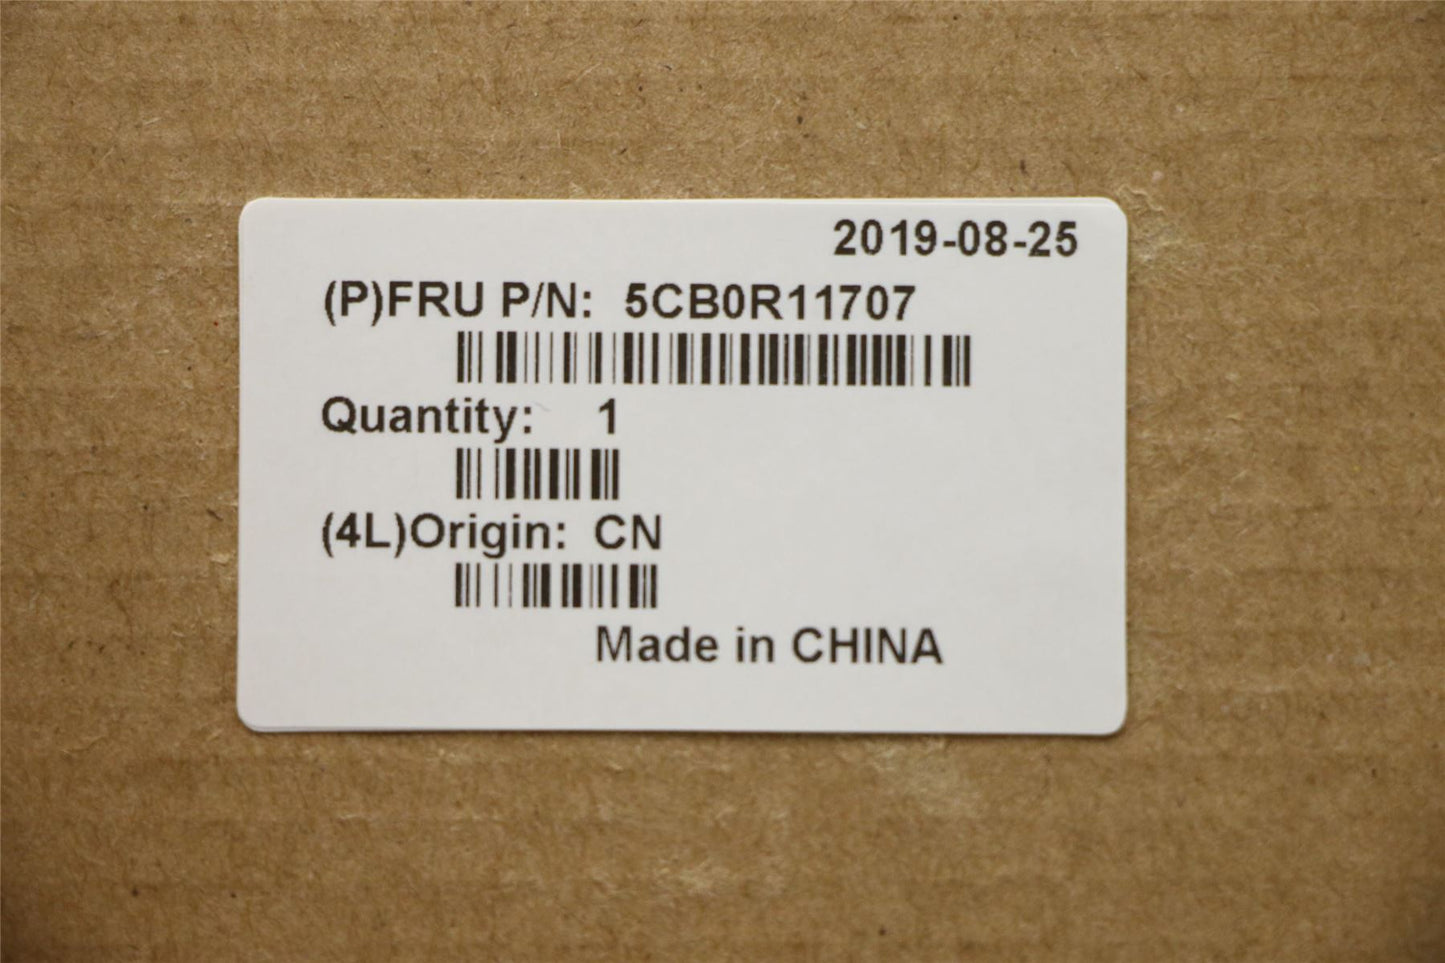 2019-08-25
(P)FRU P/N: 5CB0R11707
Quantity: 1
(4L)Origin: CN
Made in CHINA